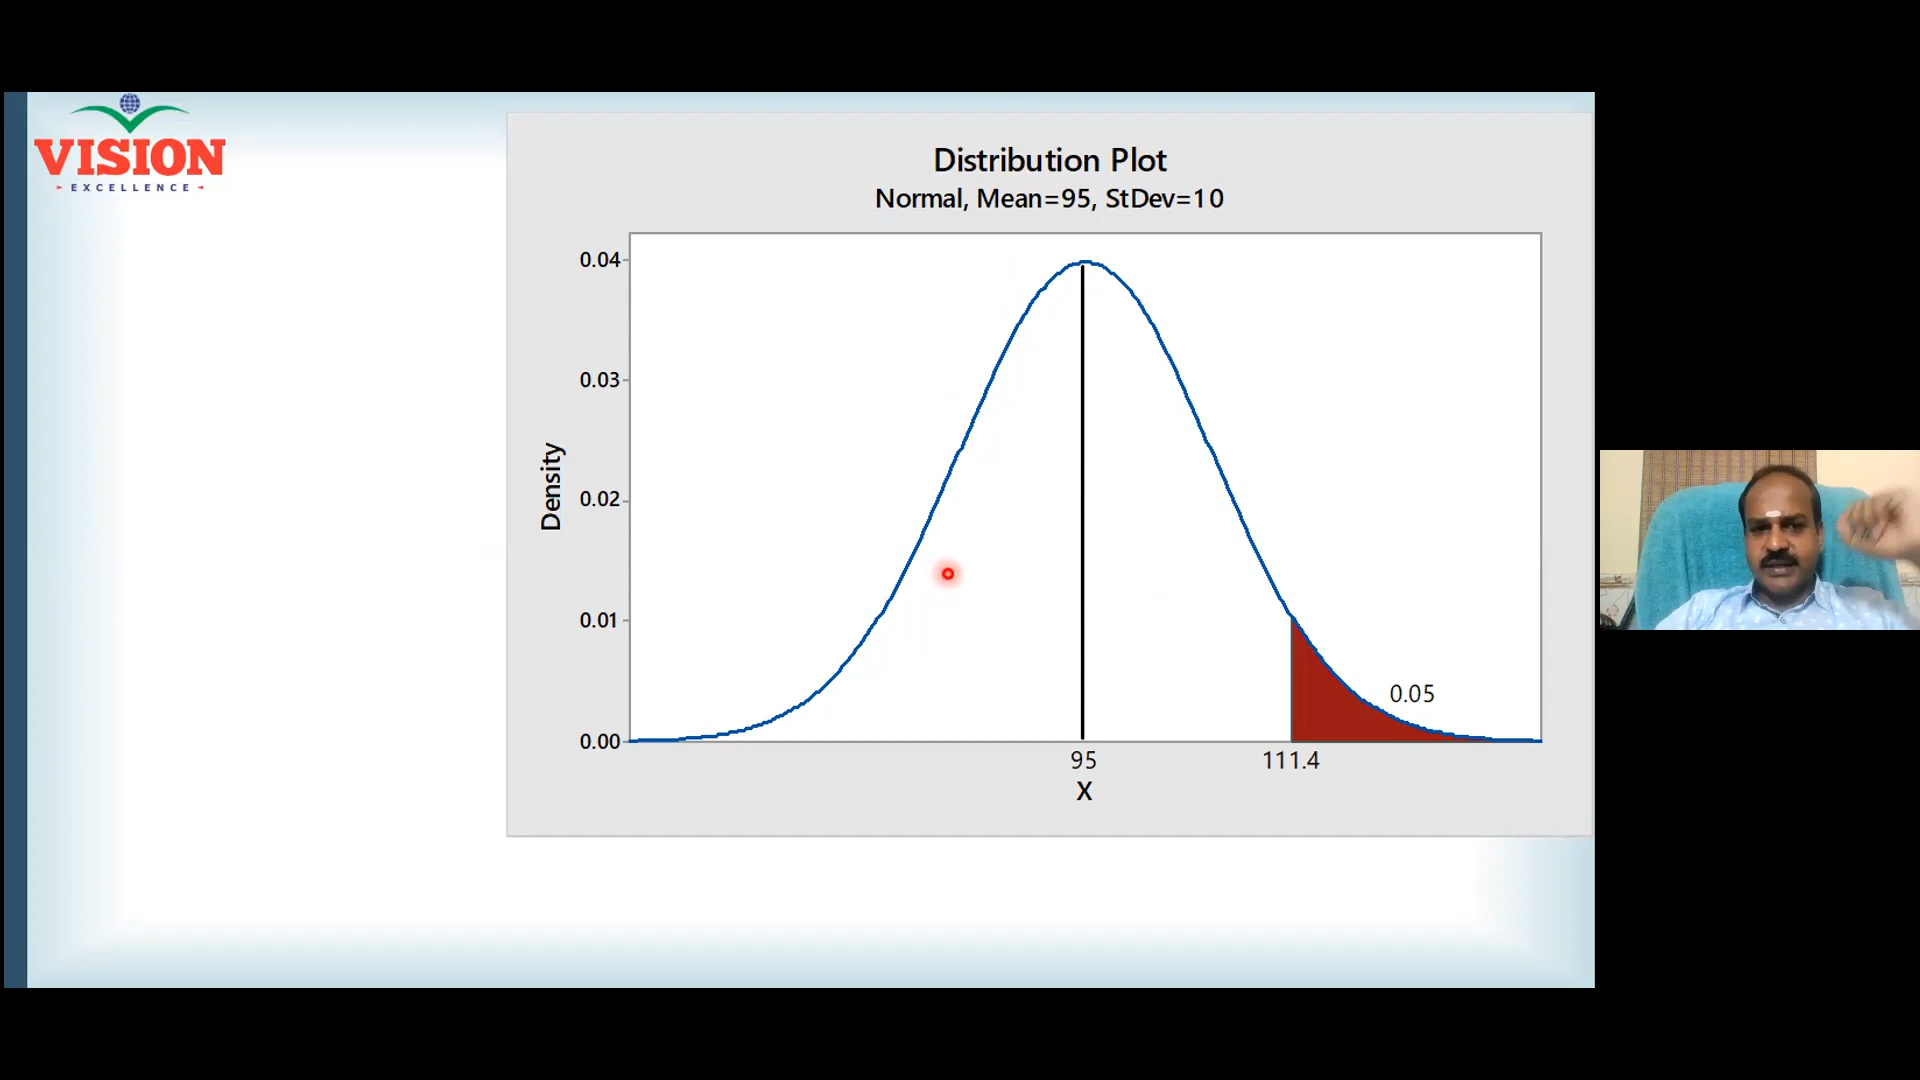 VISION
EXCELLENCE
Distribution Plot
Normal, Mean=95, StDev=10
0.04
0.03
0.02
0.01
0.00
Density
0.05
95
111.4
X